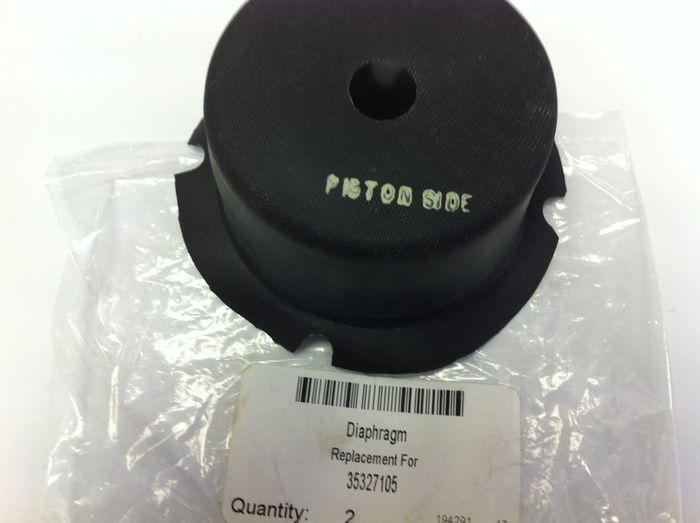 PISTON SIDE
Diaphragm
Replacement For
35327105
Quantity: 2